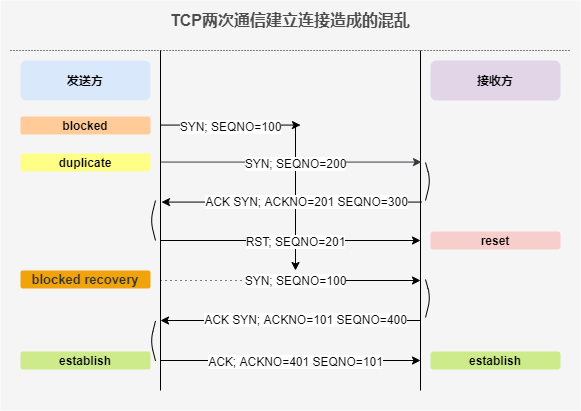 TCP两次通信建立连接造成的混乱
发送方
接收方
blocked
SYN; SEQNO=100
duplicate
SYN; SEQNO=200
ACK SYN; ACKNO=201 SEQNO=300
RST; SEQNO=201
reset
blocked recovery
SYN; SEQNO=100
ACK SYN; ACKNO=101 SEQNO=400
establish
ACK; ACKNO=401 SEQNO=101
establish